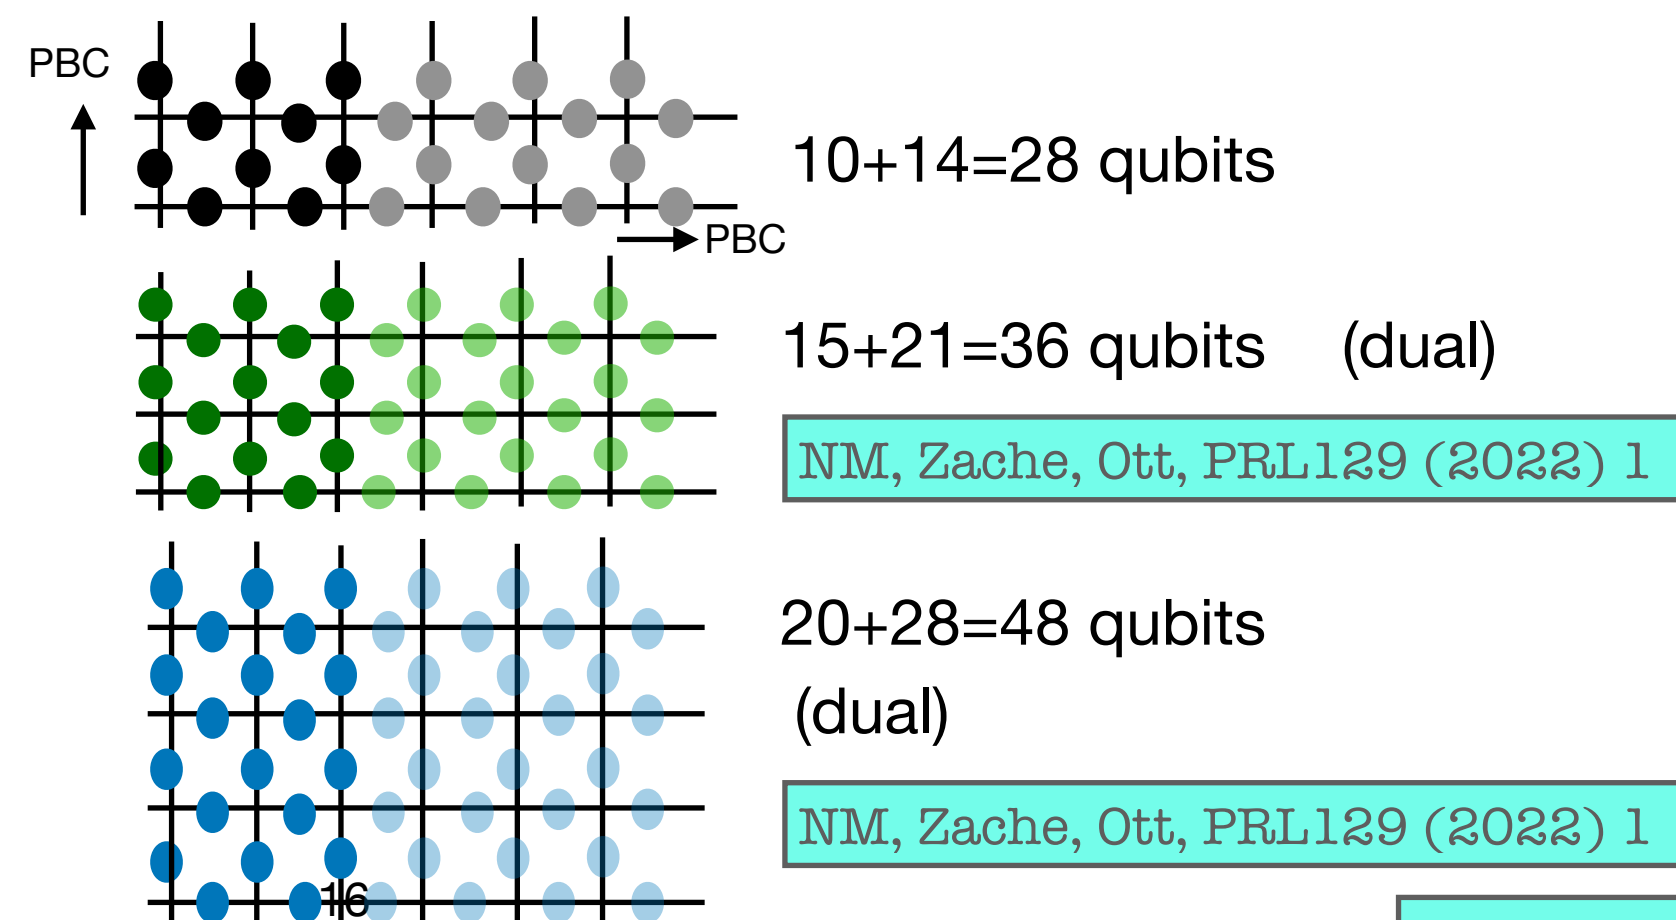 PBC
10+14=28 qubits
PBC
15+21=36 qubits (dual)
NM, Zache, Ott, PRL129 (2022) 1
20+28=48 qubits
(dual)
NM, Zache, Ott, PRL129 (2022) 1
16